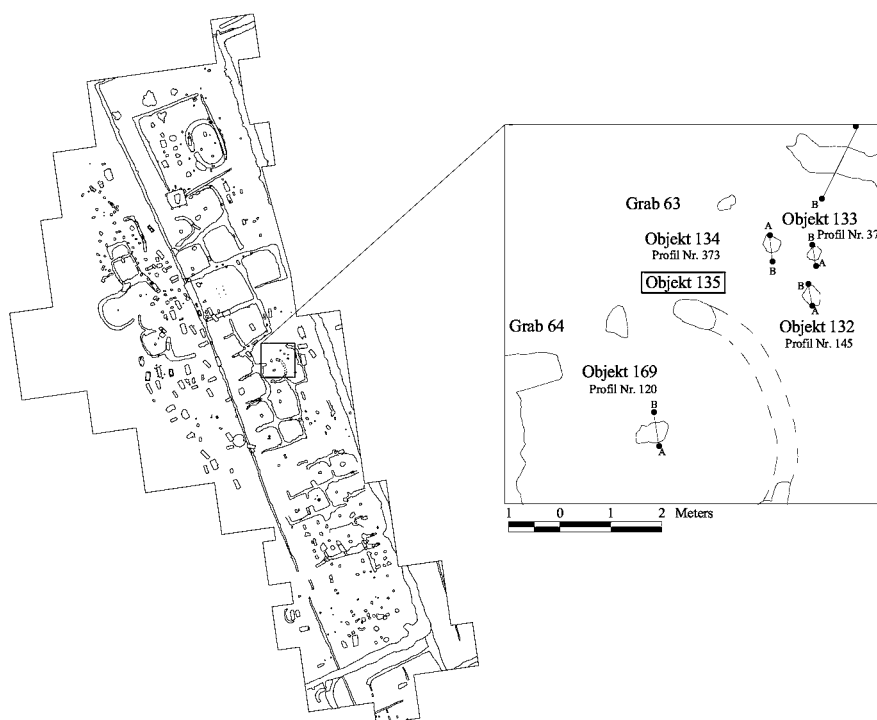 B
Grab 63
Objekt 133
Profil Nr. 37
A
Objekt 134
Profil Nr. 373
B
B
A
Objekt 135
B
A
Grab 64
Objekt 132
Profil Nr. 145
Objekt 169
Profil Nr. 120
B
A
1 0 1 2 Meters